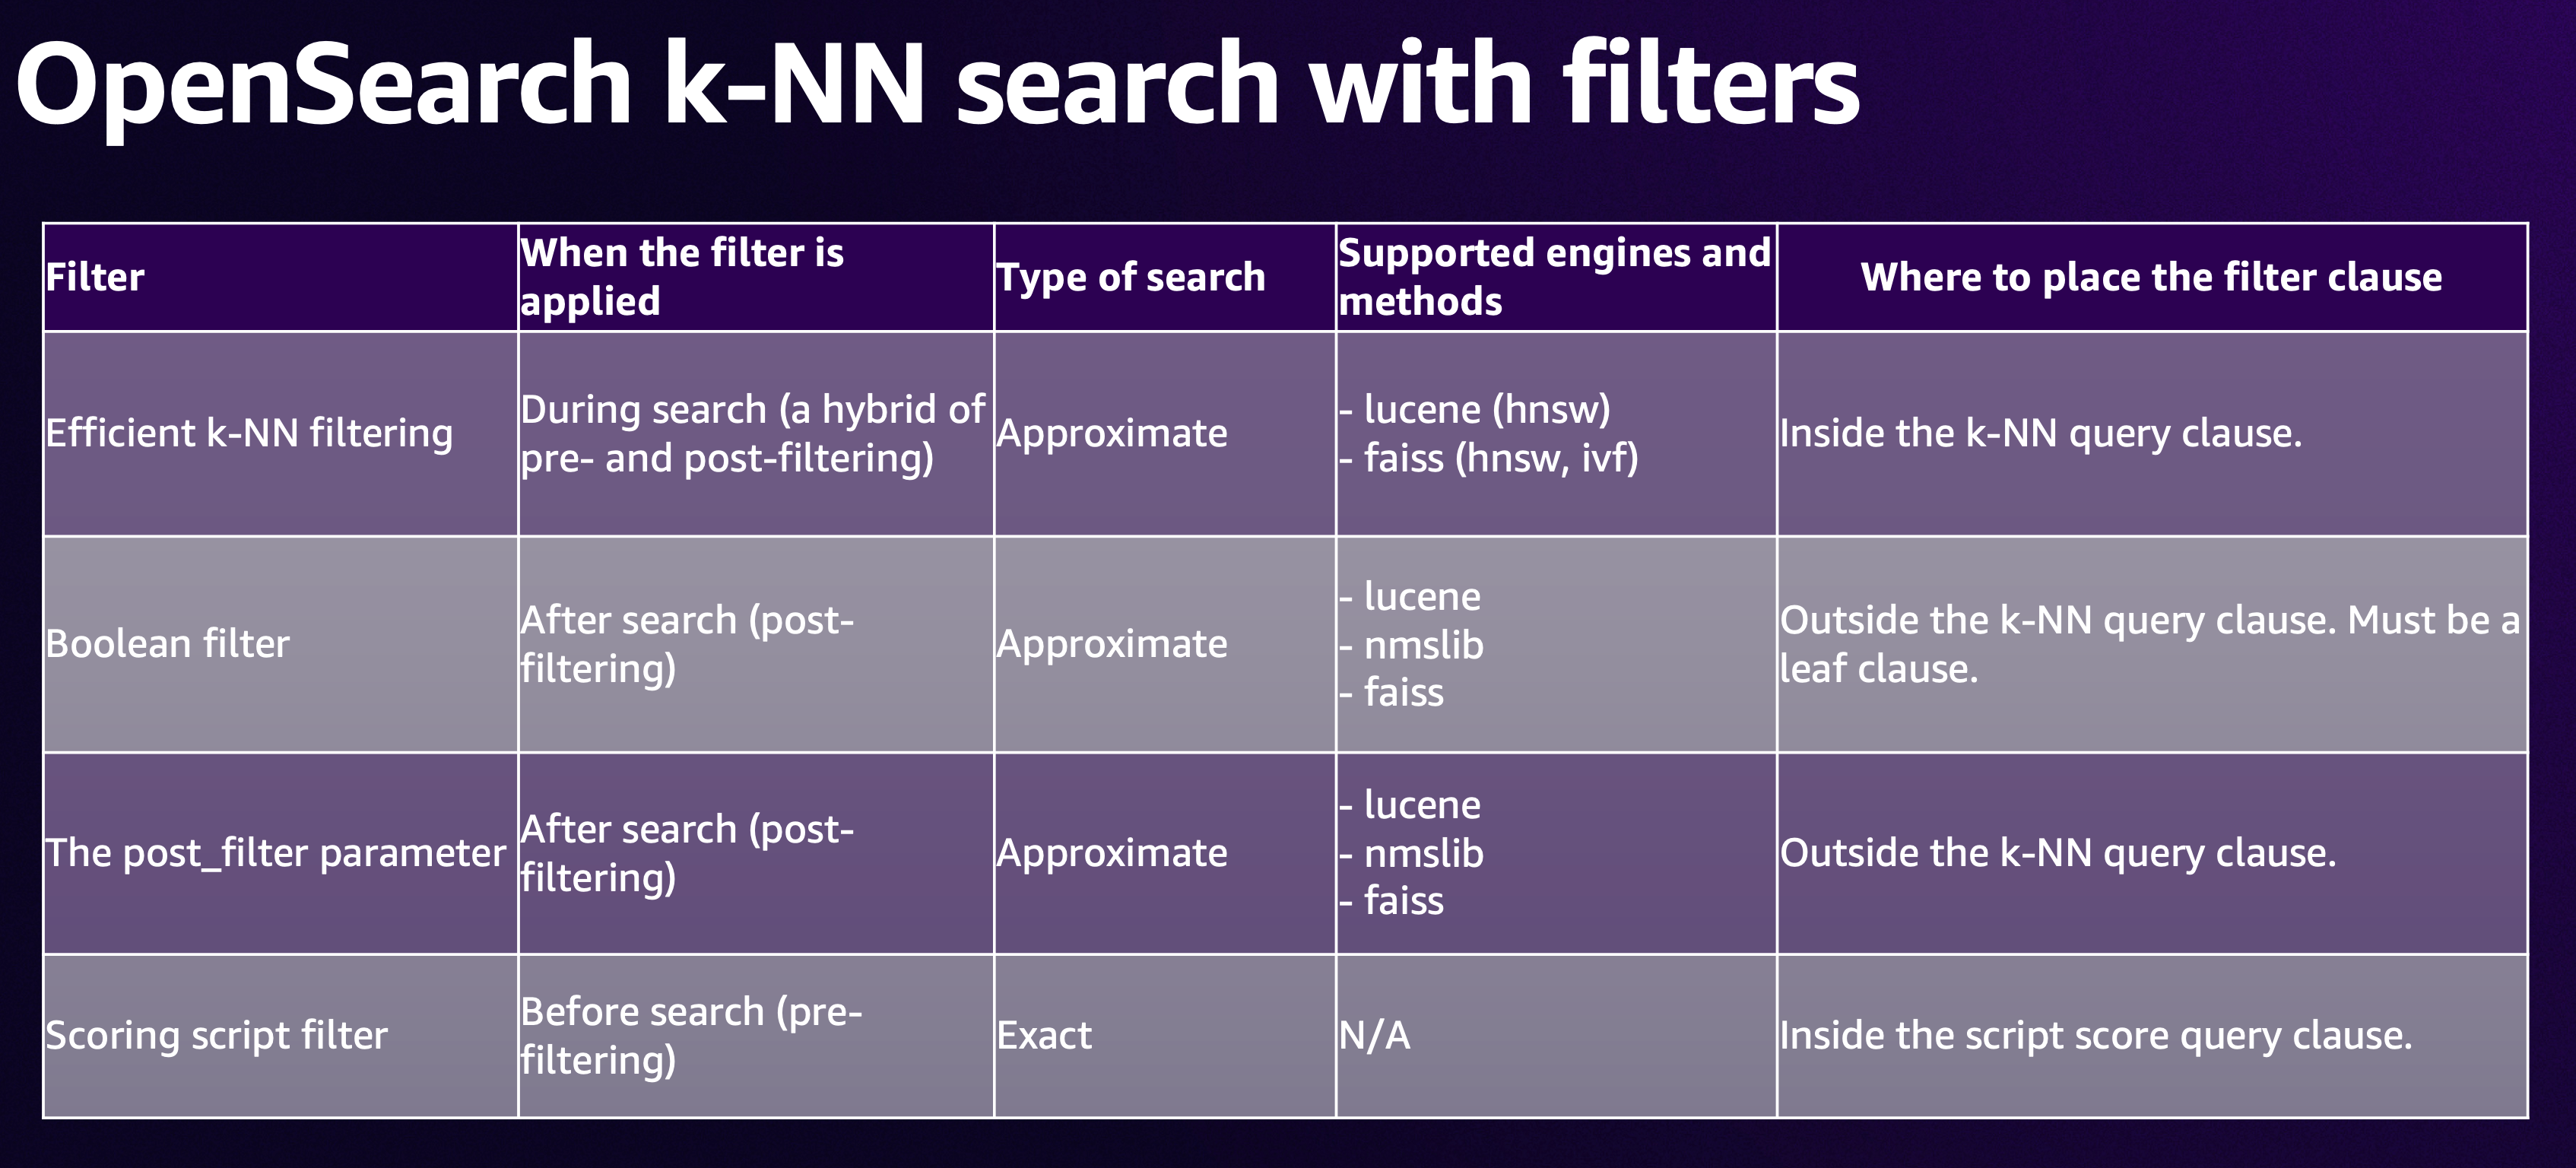 OpenSearch k-NN search with filters
Filter
When the filter is
applied
Type of search
Supported engines and
methods
Where to place the filter clause
Efficient k-NN filtering
During search (a hybrid of
pre- and post-filtering)
Approximate
- lucene (hnsw)
- faiss (hnsw, ivf)
Inside the k-NN query clause.
Boolean filter
After search (post-
filtering)
Approximate
- lucene
- nmslib
- faiss
Outside the k-NN query clause. Must be a
leaf clause.
The post_filter parameter
After search (post-
filtering)
Approximate
- lucene
- nmslib
- faiss
Outside the k-NN query clause.
Scoring script filter
Before search (pre-
filtering)
Exact
N/A
Inside the script score query clause.